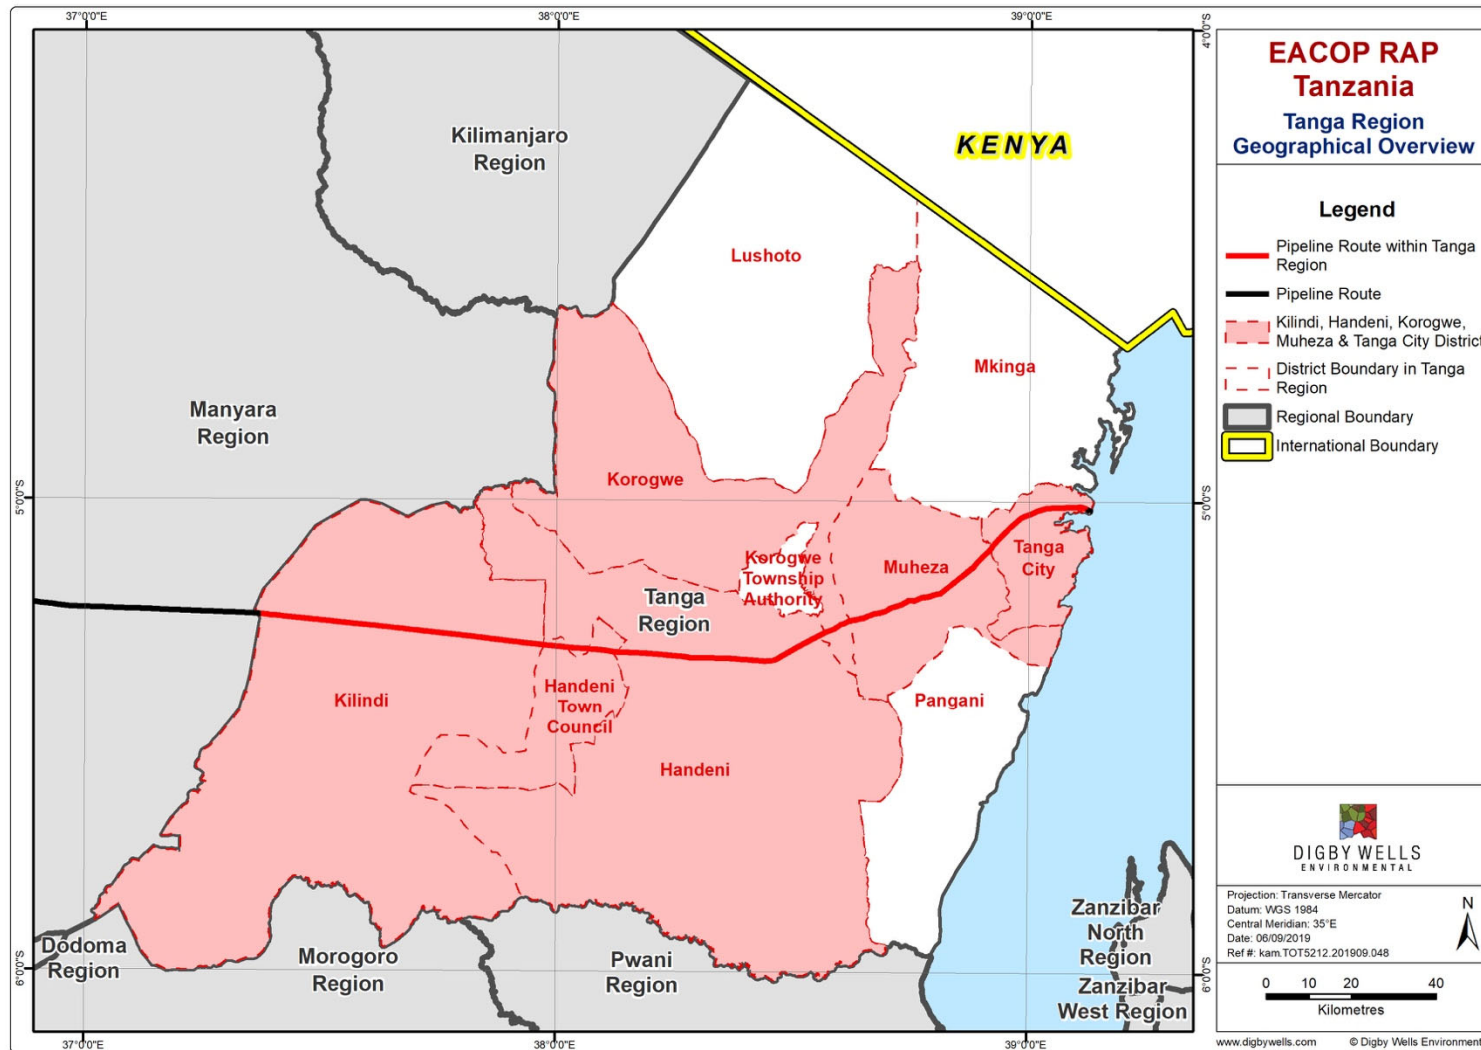 37°0'0"E
38°0'0"E
39°0'0"E
4°0'0"S
EACOP RAP
Tanzania
Tanga Region
Geographical Overview
Legend
Pipeline Route within Tanga
Region
Pipeline Route
Kilindi, Handeni, Korogwe,
Muheza & Tanga City District
District Boundary in Tanga
Region
Regional Boundary
International Boundary
KENYA
Kilimanjaro
Region
Lushoto
Mkinga
Manyara
Region
Korogwe
5°0'0"S
5°0'0"S
Korogwe
Township
Authority
Muheza
Tanga
City
Tanga
Region
Kilindi
Handeni
Town
Council
Pangani
Handeni
Dodoma
Region
Morogoro
Region
Pwani
Region
Zanzibar
North
Region
Zanzibar
West Region
6°0'0"S
6°0'0"S
37°0'0"E
38°0'0"E
39°0'0"E
DIGBY WELLS
ENVIRONMENTAL
Projection: Transverse Mercator
Datum: WGS 1984
Central Meridian: 35°E
Date: 06/09/2019
Ref #: kam.TOT5212.201909.048
N
0 10 20 40
Kilometres
www.digbywells.com © Digby Wells Environment